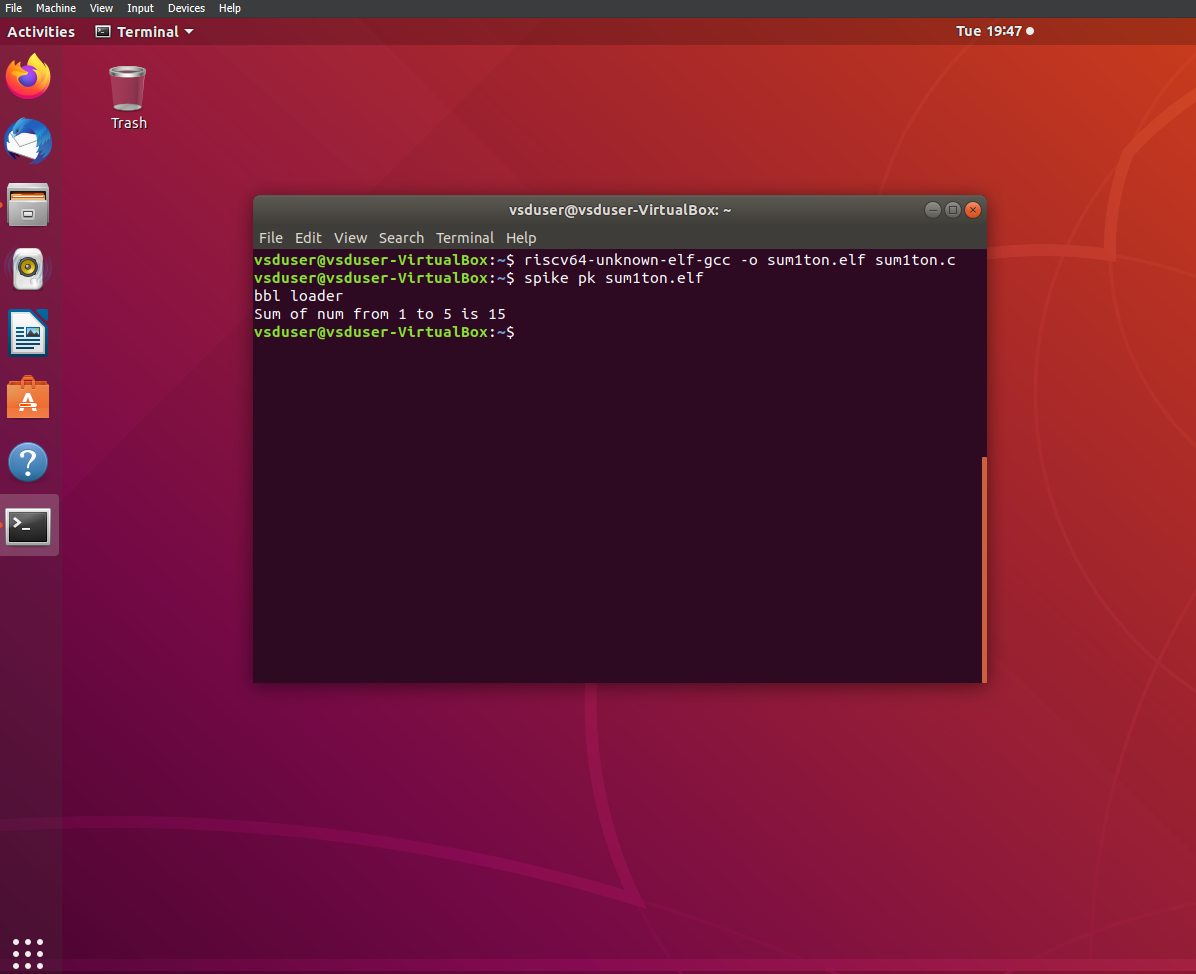 File Machine View Input Devices Help
Activities Terminal Tue 19:47
Trash
vsduser@vsduser-VirtualBox: ~
File Edit View Search Terminal Help
vsduser@vsduser-VirtualBox:~$ riscv64-unknown-elf-gcc -o sum1ton.elf sum1ton.c
vsduser@vsduser-VirtualBox:~$ spike pk sum1ton.elf
bbl loader
Sum of num from 1 to 5 is 15
vsduser@vsduser-VirtualBox:~$